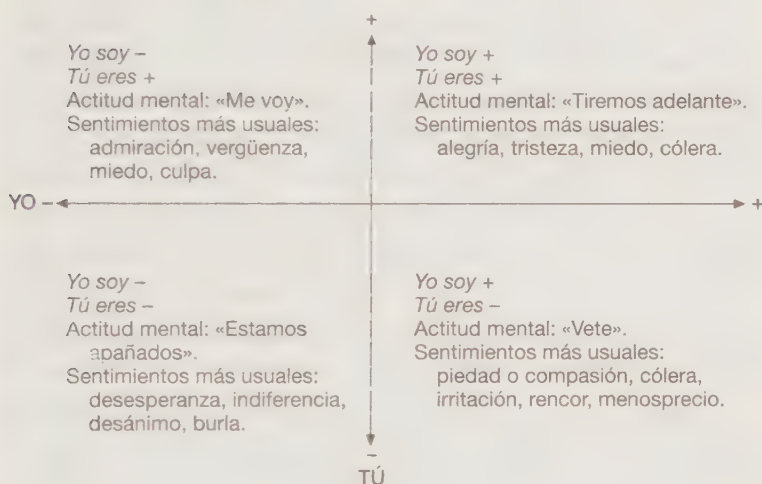 +
Yo soy –
Tú eres +
Actitud mental: «Me voy».
Sentimientos más usuales:
admiración, vergüenza,
miedo, culpa.
Yo soy +
Tú eres +
Actitud mental: «Tiremos adelante».
Sentimientos más usuales:
alegría, tristeza, miedo, cólera.
YO –
+
Yo soy –
Tú eres –
Actitud mental: «Estamos
apañados».
Sentimientos más usuales:
desesperanza, indiferencia,
desánimo, burla.
Yo soy +
Tú eres –
Actitud mental: «Vete».
Sentimientos más usuales:
piedad o compasión, cólera,
irritación, rencor, menosprecio.
–
TÚ